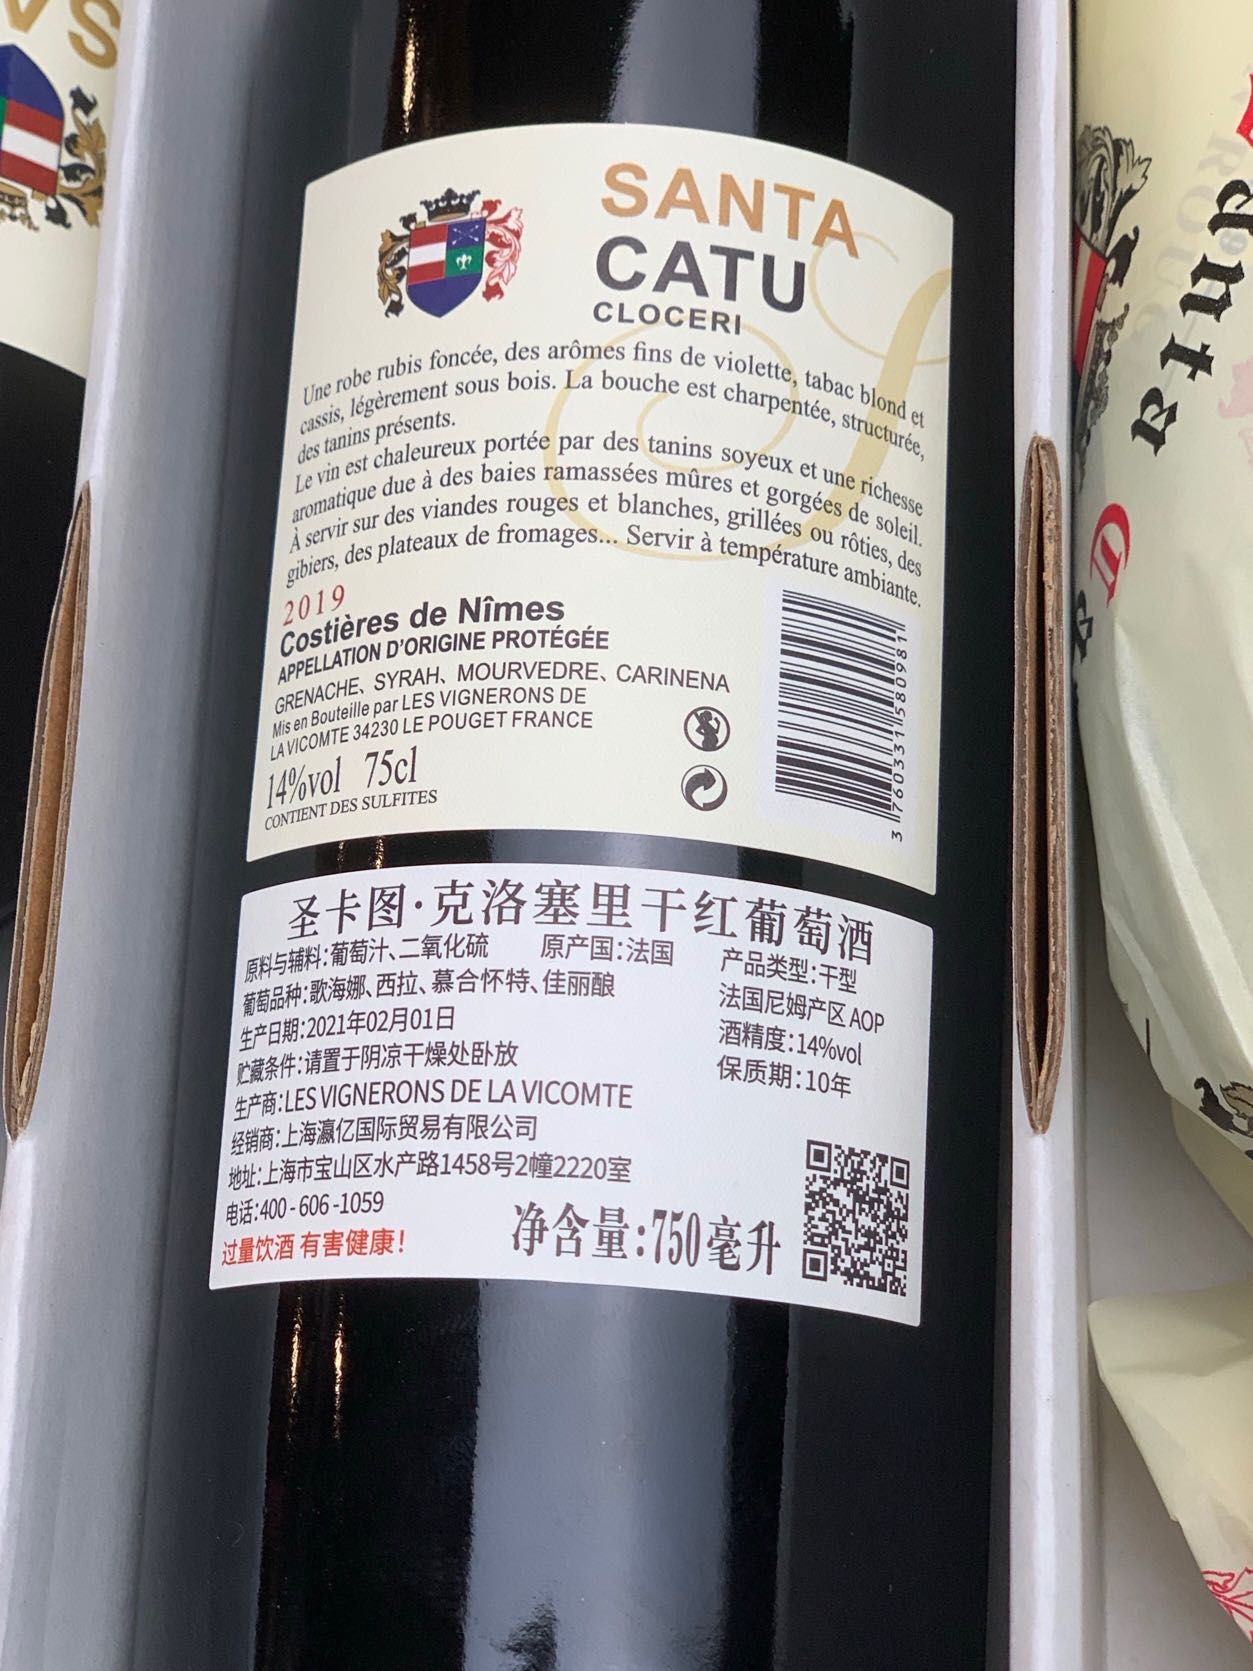 VS
SANTA
CATU
CLOCERI
Une robe rubis foncée, des arômes fins de violette, tabac blond et
cassis, légèrement sous bois. La bouche est charpentée, structurée,
des tanins présents.
Le vin est chaleureux portée par des tanins soyeux et une richesse
aromatique due à des baies ramassées mûres et gorgées de soleil.
À servir sur des viandes rouges et blanches, grillées ou rôties, des
gibiers, des plateaux de fromages... Servir à température ambiante.
2019
Costières de Nîmes
APPELLATION D'ORIGINE PROTÉGÉE
GRENACHE、SYRAH、MOURVEDRE、CARINENA
Mis en Bouteille par LES VIGNERONS DE
LA VICOMTE 34230 LE POUGET FRANCE
14%vol 75cl
CONTIENT DES SULFITES
3 760331 580981
圣卡图·克洛塞里干红葡萄酒
原料与辅料:葡萄汁、二氧化硫 原产国:法国 产品类型:干型
葡萄品种:歌海娜、西拉、慕合怀特、佳丽酿 法国尼姆产区AOP
生产日期:2021年02月01日 酒精度:14%vol
贮藏条件:请置于阴凉干燥处卧放 保质期:10年
生产商:LES VIGNERONS DE LA VICOMTE
经销商:上海瀛亿国际贸易有限公司
地址:上海市宝山区水产路1458号2幢2220室
电话:400-606-1059
过量饮酒 有害健康!
净含量:750毫升